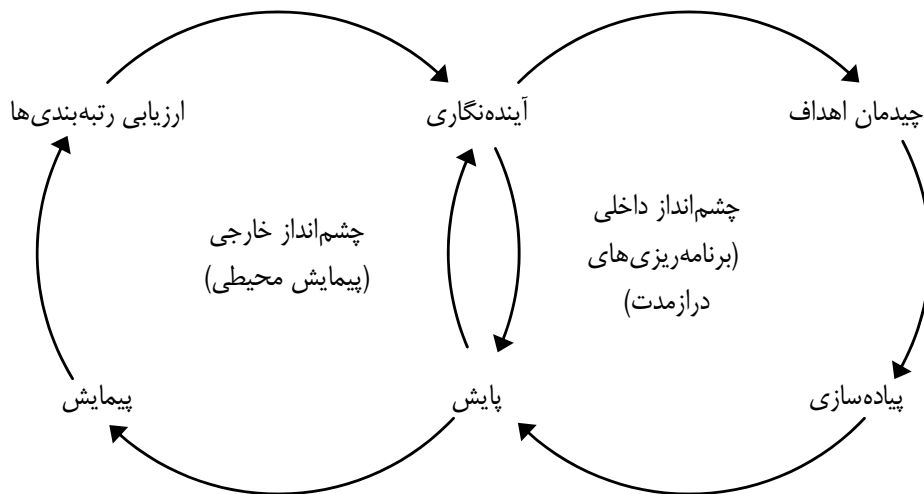 چیدمان اهداف
آینده‌نگاری
ارزیابی رتبه‌بندی‌ها
چشم‌انداز داخلی
(برنامه‌ریزی‌های
درازمدت)
چشم‌انداز خارجی
(پیمایش محیطی)
پیاده‌سازی
پایش
پیمایش